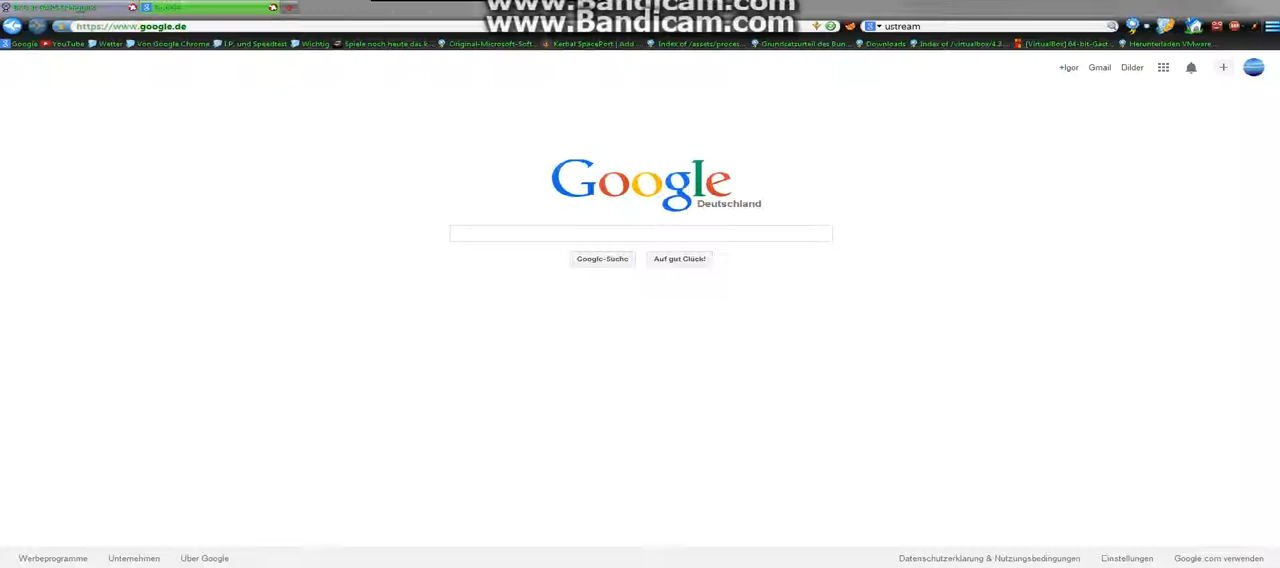 www.Bandicam.com
www.Bandicam.com
https://www.google.de
ustream
Google YouTube Wetter Von Google Chrome I.P. und Speedtest Wichtig Spiele noch heute das k... Original-Microsoft-Soft... Kerbal SpacePort | Add... Index of /assets/proces... Grundsatzurteil des Bun... Downloads Index of /virtualbox/4.3... [VirtualBox] 64-bit-Gast... Herunterladen VMware...
+Igor Gmail Bilder
Google
Deutschland
Google-Suche Auf gut Glück!
Werbeprogramme Unternehmen Über Google Datenschutzerklärung & Nutzungsbedingungen Einstellungen Google.com verwenden